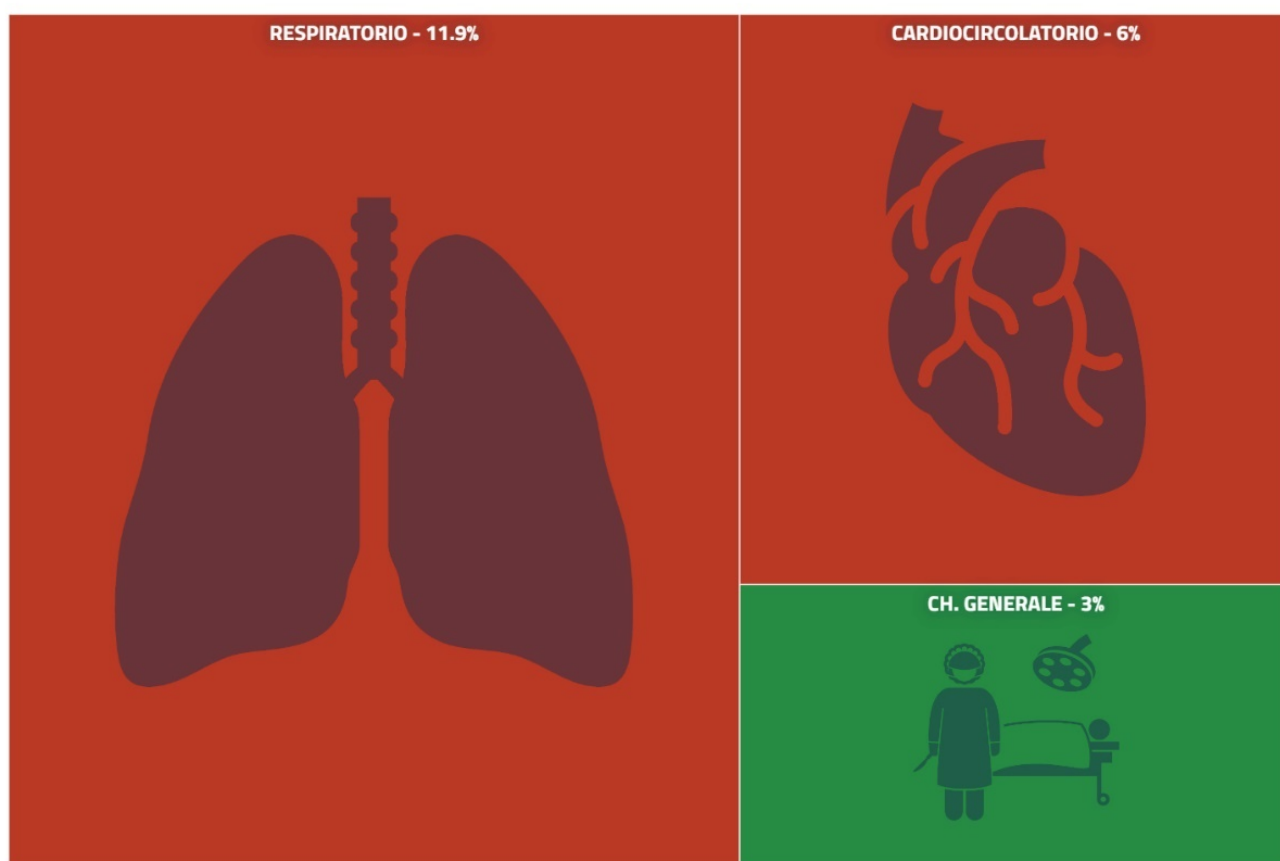 RESPIRATORIO - 11.9%
CARDIOCIRCOLATORIO - 6%
CH. GENERALE - 3%